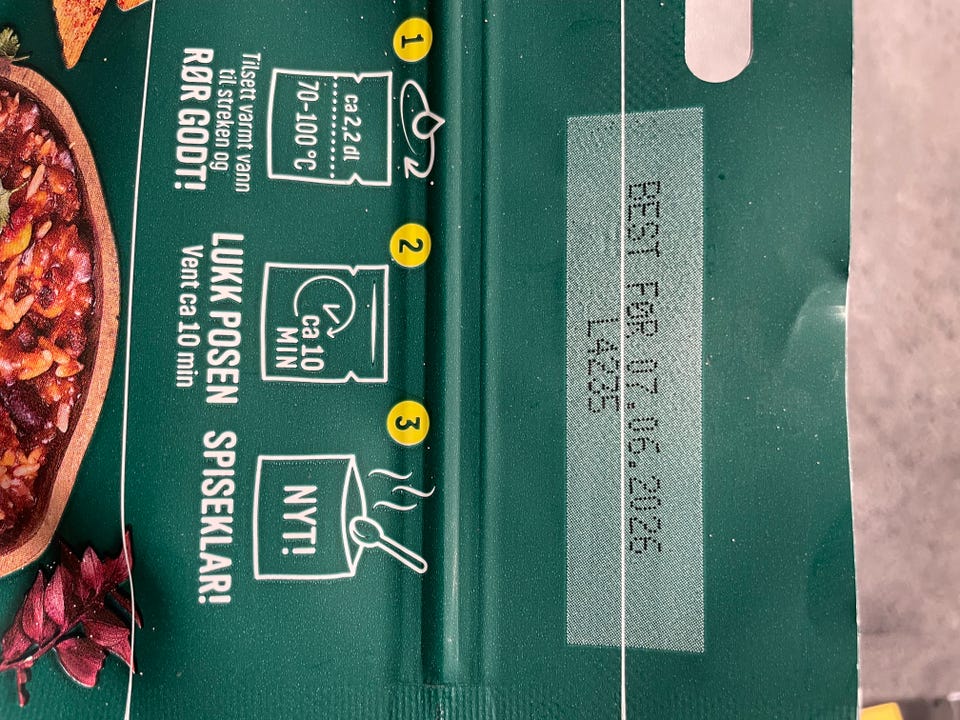 BEST FØR 07.06.2026
L4235
1
ca 2,2 dl
70-100 °C
Tilsett varmt vann
til streken og
RØR GODT!
2
ca 10
MIN
LUKK POSEN
Vent ca 10 min
3
NYT!
SPISEKLAR!